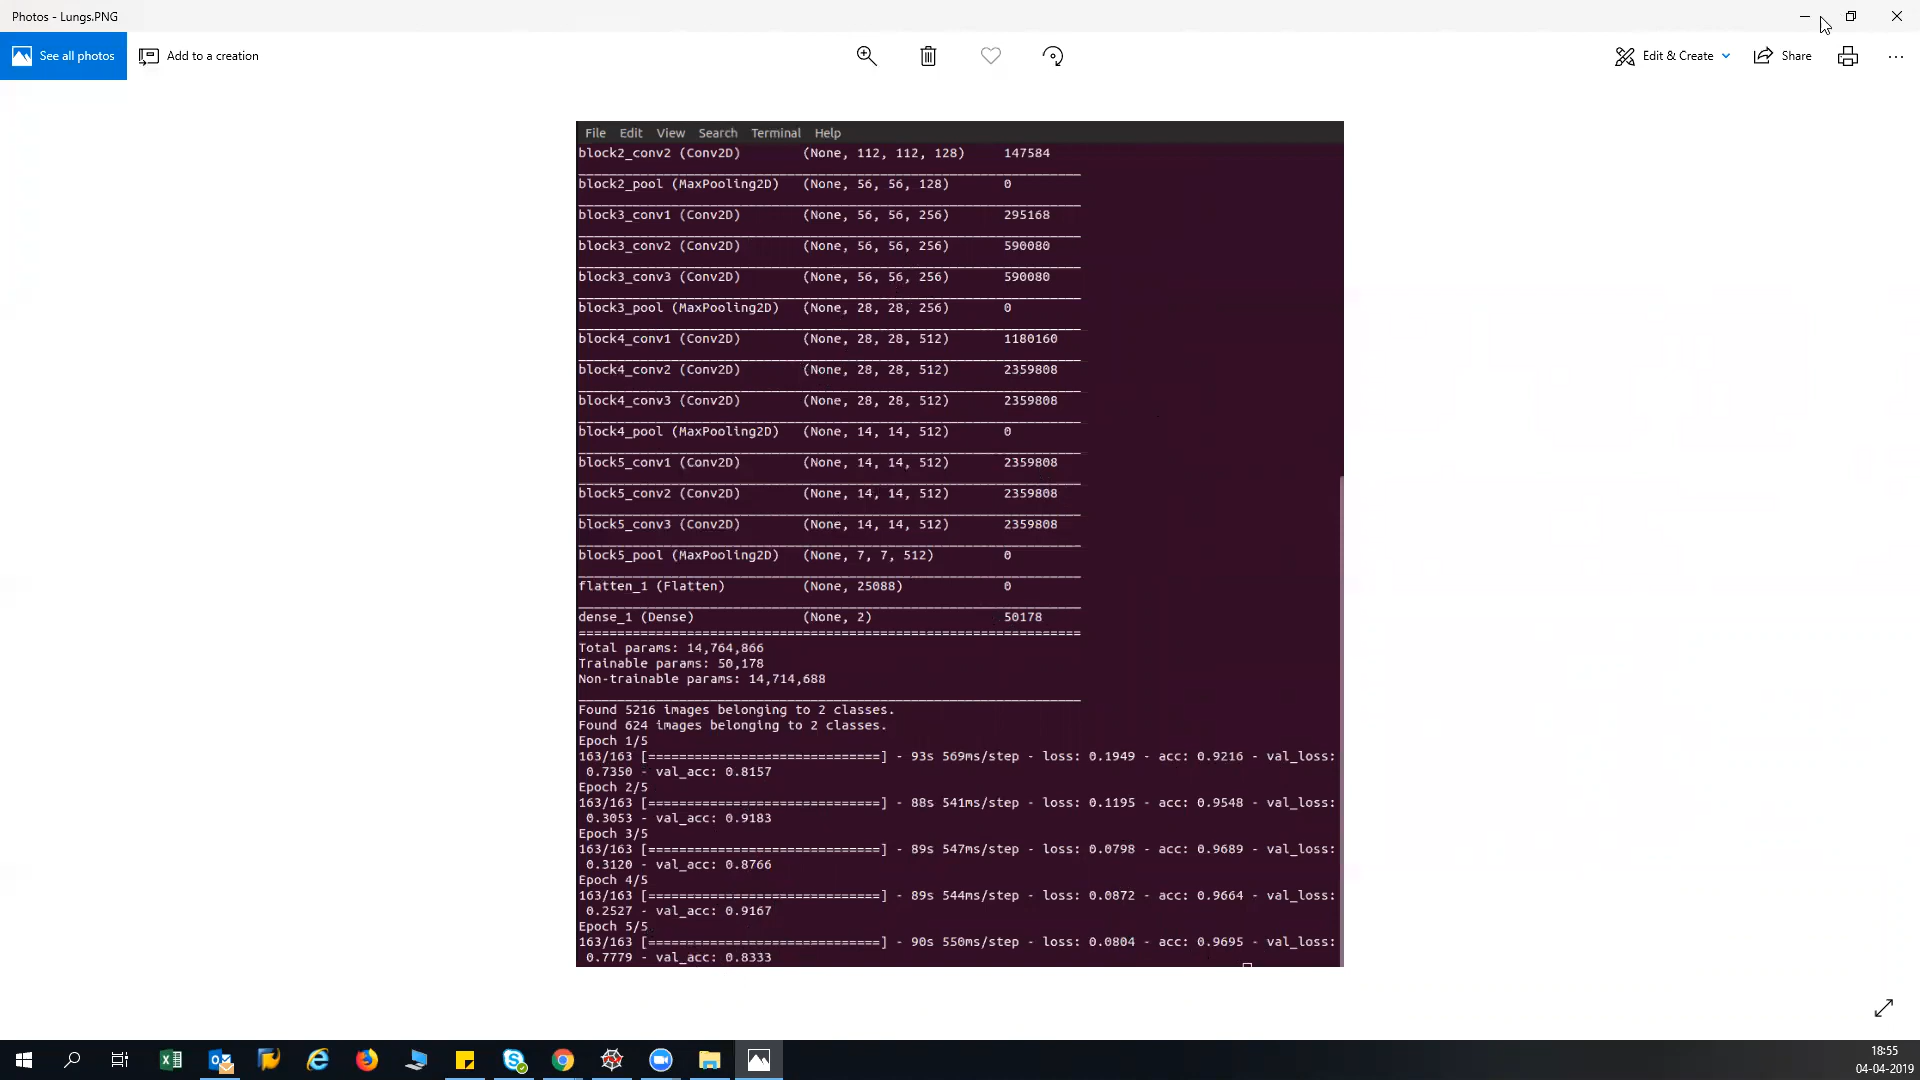 Photos - Lungs.PNG
See all photos
Add to a creation
Edit & Create
Share
File Edit View Search Terminal Help
block2_conv2 (Conv2D) (None, 112, 112, 128) 147584
block2_pool (MaxPooling2D) (None, 56, 56, 128) 0
block3_conv1 (Conv2D) (None, 56, 56, 256) 295168
block3_conv2 (Conv2D) (None, 56, 56, 256) 590080
block3_conv3 (Conv2D) (None, 56, 56, 256) 590080
block3_pool (MaxPooling2D) (None, 28, 28, 256) 0
block4_conv1 (Conv2D) (None, 28, 28, 512) 1180160
block4_conv2 (Conv2D) (None, 28, 28, 512) 2359808
block4_conv3 (Conv2D) (None, 28, 28, 512) 2359808
block4_pool (MaxPooling2D) (None, 14, 14, 512) 0
block5_conv1 (Conv2D) (None, 14, 14, 512) 2359808
block5_conv2 (Conv2D) (None, 14, 14, 512) 2359808
block5_conv3 (Conv2D) (None, 14, 14, 512) 2359808
block5_pool (MaxPooling2D) (None, 7, 7, 512) 0
flatten_1 (Flatten) (None, 25088) 0
dense_1 (Dense) (None, 2) 50178
=================================================================
Total params: 14,764,866
Trainable params: 50,178
Non-trainable params: 14,714,688
Found 5216 images belonging to 2 classes.
Found 624 images belonging to 2 classes.
Epoch 1/5
163/163 [==============================] - 93s 569ms/step - loss: 0.1949 - acc: 0.9216 - val_loss:
0.7350 - val_acc: 0.8157
Epoch 2/5
163/163 [==============================] - 88s 541ms/step - loss: 0.1195 - acc: 0.9548 - val_loss:
0.3053 - val_acc: 0.9183
Epoch 3/5
163/163 [==============================] - 89s 547ms/step - loss: 0.0798 - acc: 0.9689 - val_loss:
0.3120 - val_acc: 0.8766
Epoch 4/5
163/163 [==============================] - 89s 544ms/step - loss: 0.0872 - acc: 0.9664 - val_loss:
0.2527 - val_acc: 0.9167
Epoch 5/5
163/163 [==============================] - 90s 550ms/step - loss: 0.0804 - acc: 0.9695 - val_loss:
0.7779 - val_acc: 0.8333
18:55
04-04-2019